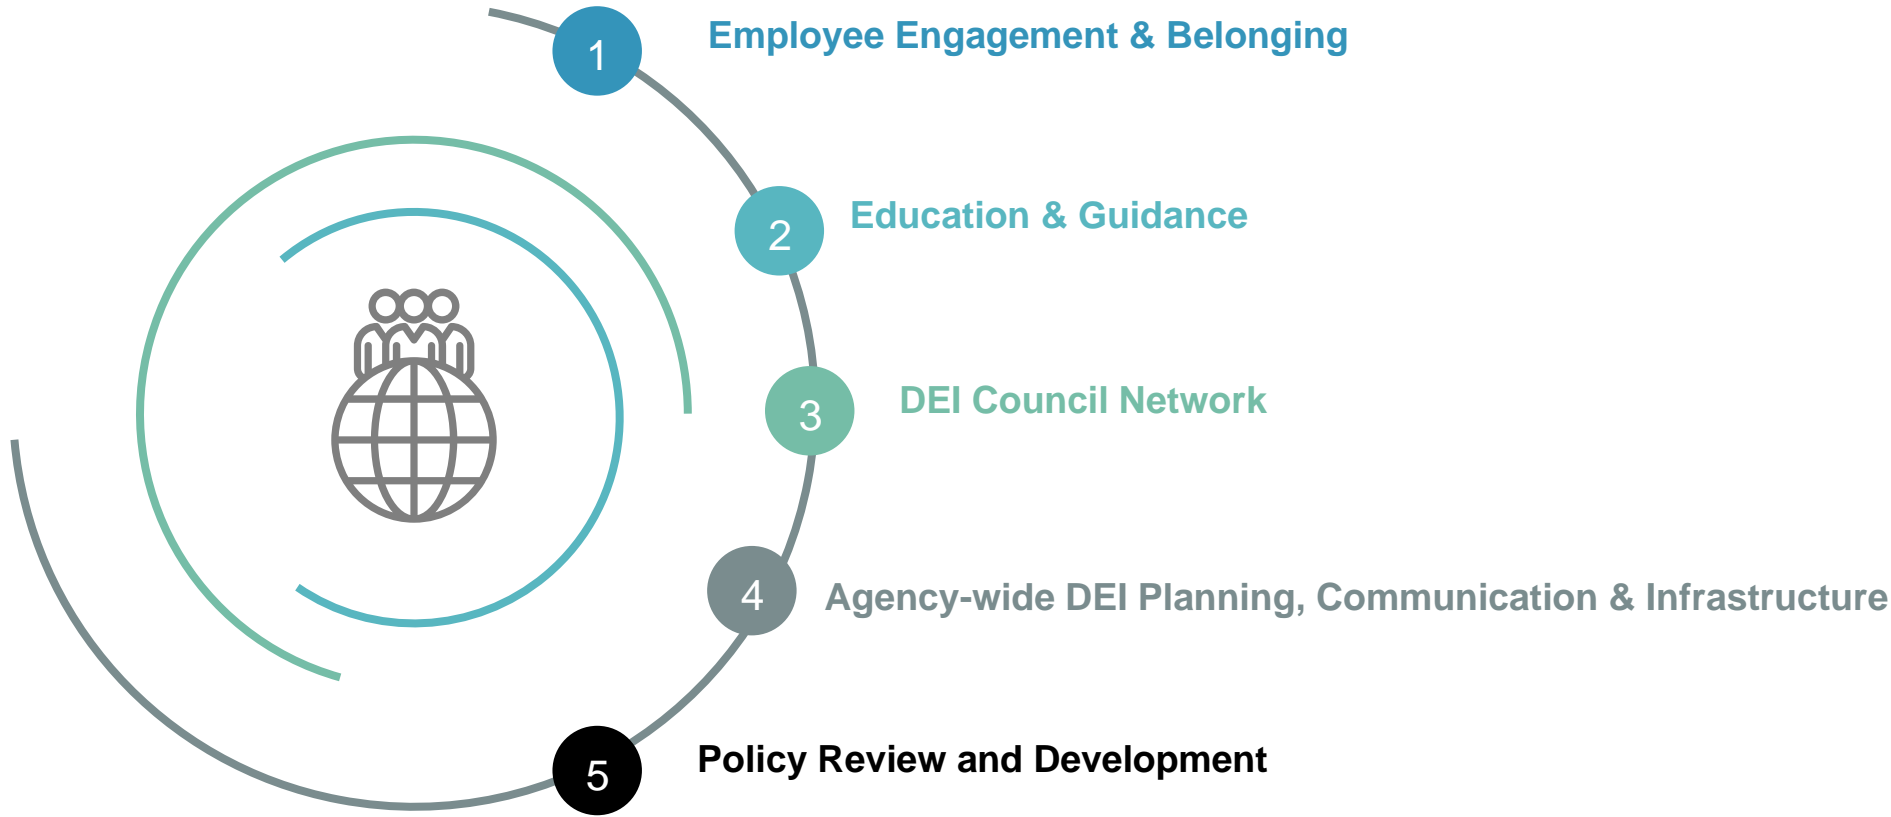 1 Employee Engagement & Belonging
2 Education & Guidance
3 DEI Council Network
4 Agency-wide DEI Planning, Communication & Infrastructure
5 Policy Review and Development